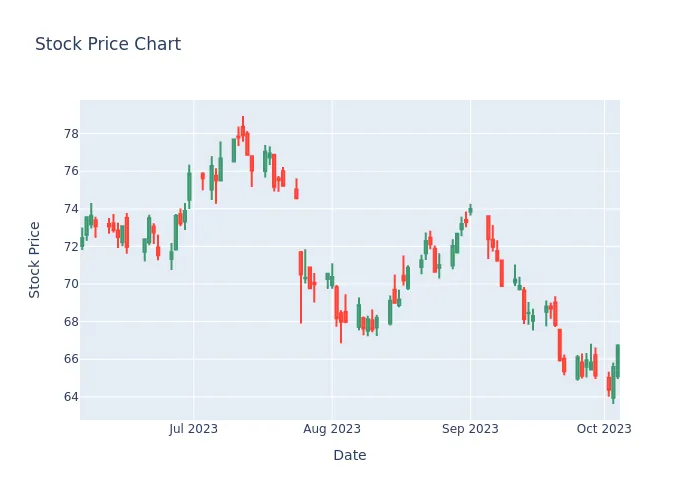 Stock Price Chart
78
76
74
72
70
68
66
64
Stock Price
Jul 2023
Aug 2023
Sep 2023
Oct 2023
Date